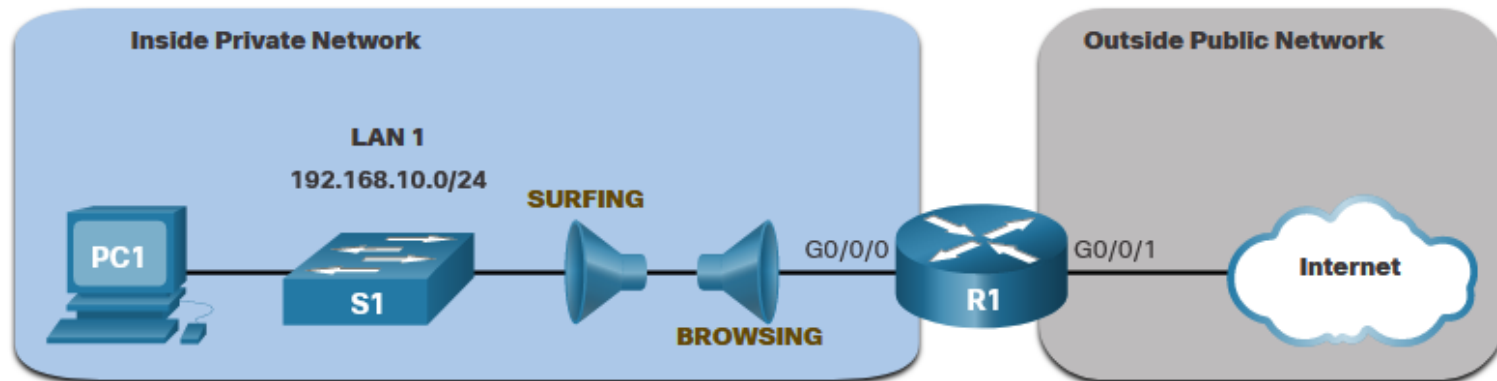 Inside Private Network
Outside Public Network
LAN 1
192.168.10.0/24
SURFING
PC1
S1
BROWSING
G0/0/0
R1
G0/0/1
Internet